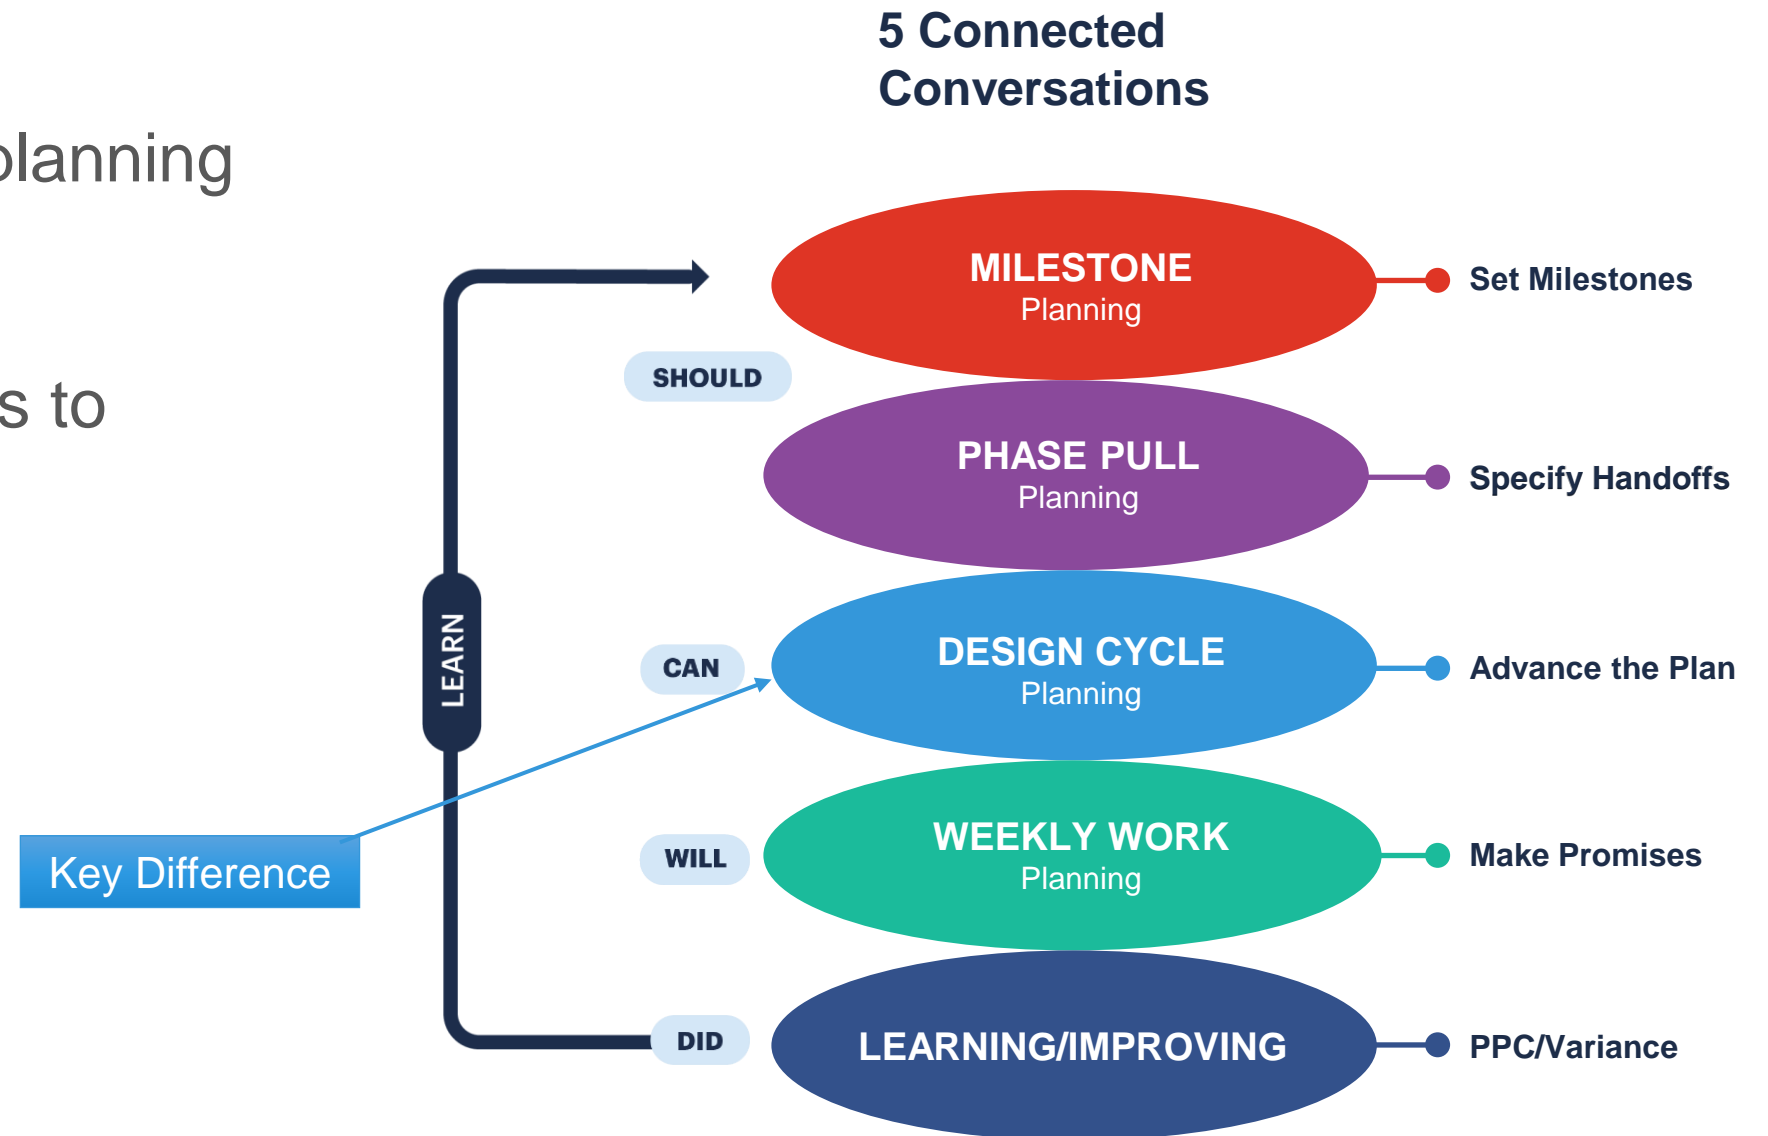 5 Connected
Conversations
planning
s to
MILESTONE
Planning
Set Milestones
SHOULD
PHASE PULL
Planning
Specify Handoffs
LEARN
CAN
DESIGN CYCLE
Planning
Advance the Plan
Key Difference
WILL
WEEKLY WORK
Planning
Make Promises
DID
LEARNING/IMPROVING
PPC/Variance